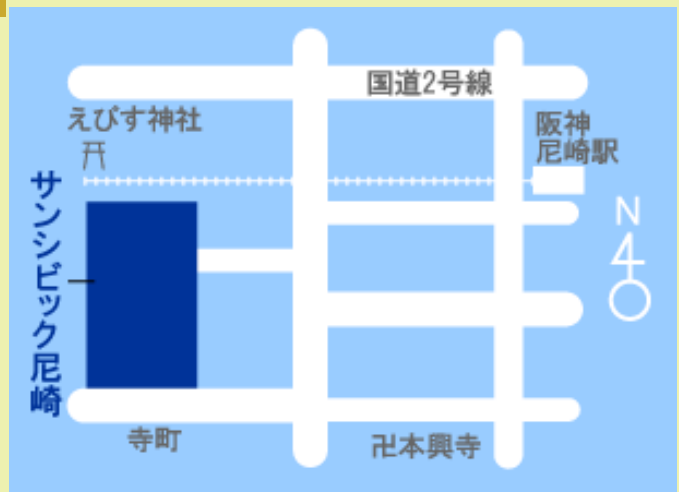 国道2号線
えびす神社
阪神
尼崎駅
サンシビック尼崎
N
寺町
卍本興寺